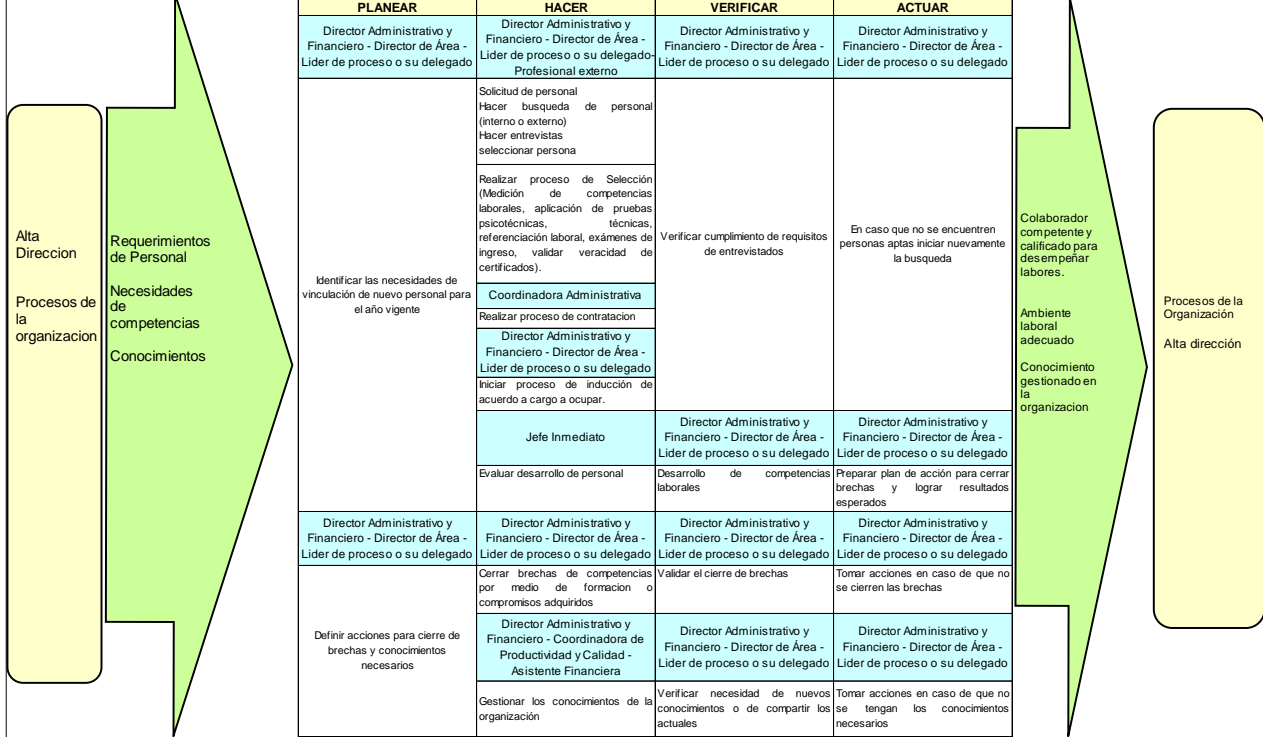 Alta
Direccion
Procesos de
la
organizacion
Requerimientos
de Personal
Necesidades
de
competencias
Conocimientos
PLANEAR
HACER
VERIFICAR
ACTUAR
Director Administrativo y
Financiero - Director de Área -
Lider de proceso o su delegado
Director Administrativo y
Financiero - Director de Área -
Lider de proceso o su delegado-
Profesional externo
Director Administrativo y
Financiero - Director de Área -
Lider de proceso o su delegado
Director Administrativo y
Financiero - Director de Área -
Lider de proceso o su delegado
Identificar las necesidades de
vinculación de nuevo personal para
el año vigente
Solicitud de personal
Hacer busqueda de personal
(interno o externo)
Hacer entrevistas
seleccionar persona
Realizar proceso de Selección
(Medición de competencias
laborales, aplicación de pruebas
psicotécnicas, técnicas,
referenciación laboral, exámenes de
ingreso, validar veracidad de
certificados).
Coordinadora Administrativa
Realizar proceso de contratacion
Director Administrativo y
Financiero - Director de Área -
Lider de proceso o su delegado
Iniciar proceso de inducción de
acuerdo a cargo a ocupar.
Verificar cumplimiento de requisitos
de entrevistados
En caso que no se encuentren
personas aptas iniciar nuevamente
la busqueda
Jefe Inmediato
Director Administrativo y
Financiero - Director de Área -
Lider de proceso o su delegado
Director Administrativo y
Financiero - Director de Área -
Lider de proceso o su delegado
Evaluar desarrollo de personal
Desarrollo de competencias
laborales
Preparar plan de acción para cerrar
brechas y lograr resultados
esperados
Director Administrativo y
Financiero - Director de Área -
Lider de proceso o su delegado
Director Administrativo y
Financiero - Director de Área -
Lider de proceso o su delegado
Director Administrativo y
Financiero - Director de Área -
Lider de proceso o su delegado
Director Administrativo y
Financiero - Director de Área -
Lider de proceso o su delegado
Definir acciones para cierre de
brechas y conocimientos
necesarios
Cerrar brechas de competencias
por medio de formacion o
compromisos adquiridos
Validar el cierre de brechas
Tomar acciones en caso de que no
se cierren las brechas
Director Administrativo y
Financiero - Coordinadora de
Productividad y Calidad -
Asistente Financiera
Director Administrativo y
Financiero - Director de Área -
Lider de proceso o su delegado
Director Administrativo y
Financiero - Director de Área -
Lider de proceso o su delegado
Gestionar los conocimientos de la
organización
Verificar necesidad de nuevos
conocimientos o de compartir los
actuales
Tomar acciones en caso de que no
se tengan los conocimientos
necesarios
Colaborador
competente y
calificado para
desempeñar
labores.
Ambiente
laboral
adecuado
Conocimiento
gestionado en
la
organizacion
Procesos de la
Organización
Alta dirección